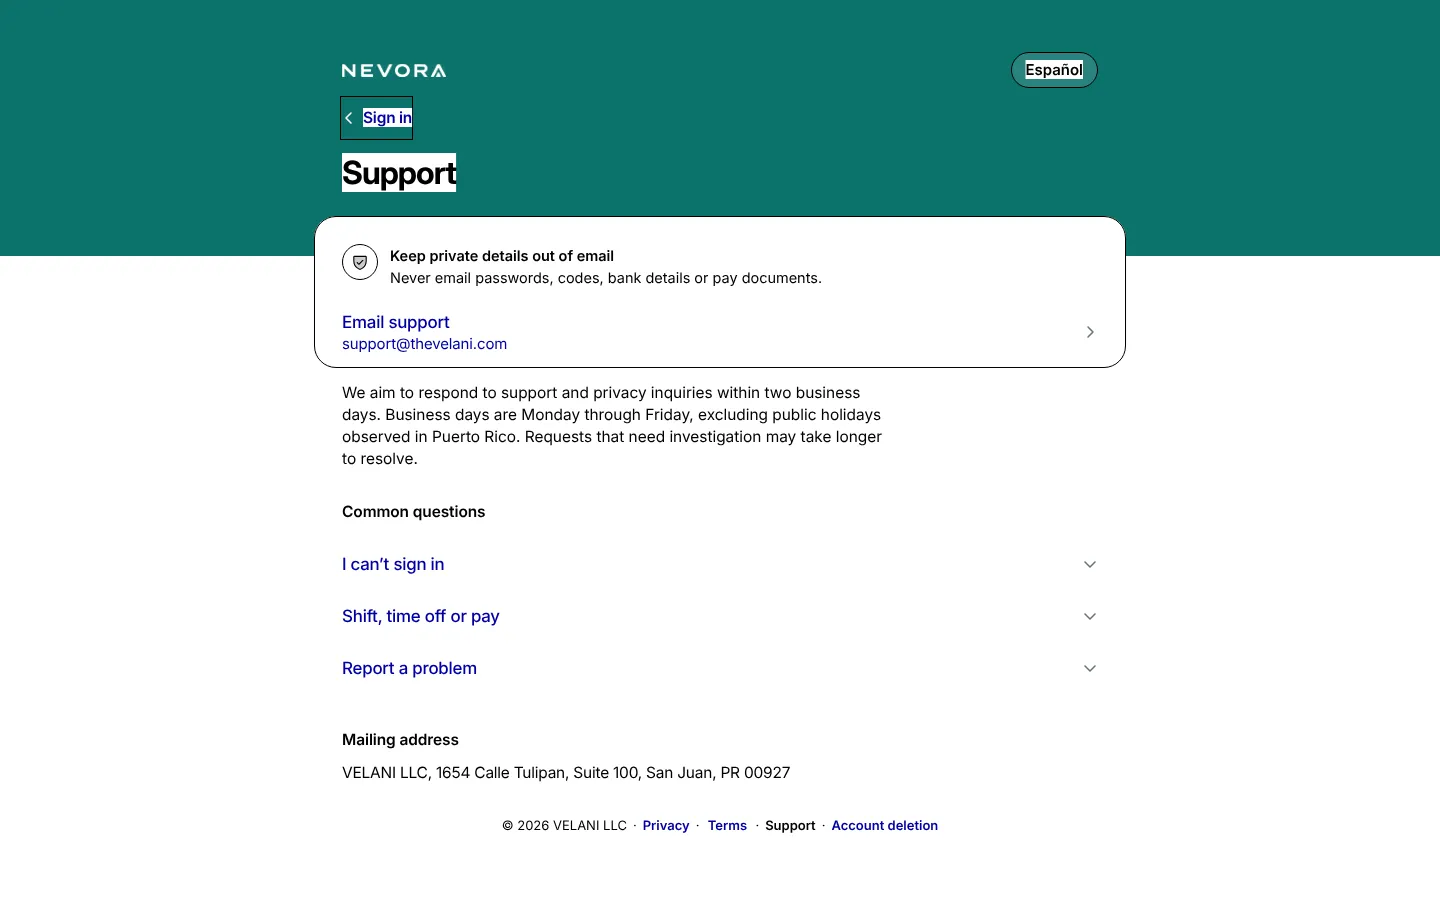 NEVORA
Español
Sign in
Support
Keep private details out of email
Never email passwords, codes, bank details or pay documents.
Email support
support@thevelani.com
We aim to respond to support and privacy inquiries within two business
days. Business days are Monday through Friday, excluding public holidays
observed in Puerto Rico. Requests that need investigation may take longer
to resolve.
Common questions
I can’t sign in
Shift, time off or pay
Report a problem
Mailing address
VELANI LLC, 1654 Calle Tulipan, Suite 100, San Juan, PR 00927
© 2026 VELANI LLC · Privacy · Terms · Support · Account deletion